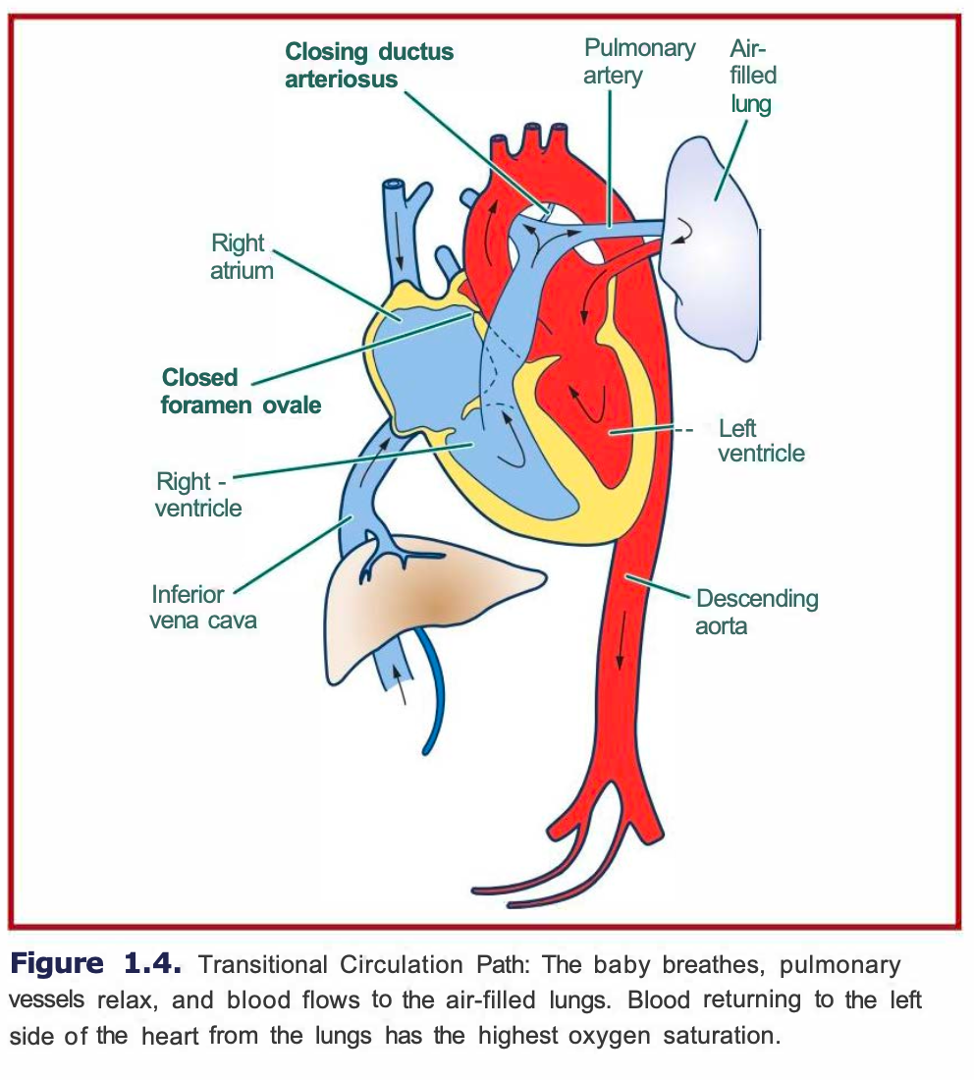 Closing ductus
arteriosus
Pulmonary
artery
Air-
filled
lung
Right
atrium
Closed
foramen ovale
Right -
ventricle
Left
ventricle
Inferior
vena cava
Descending
aorta
Figure 1.4. Transitional Circulation Path: The baby breathes, pulmonary
vessels relax, and blood flows to the air-filled lungs. Blood returning to the left
side of the heart from the lungs has the highest oxygen saturation.